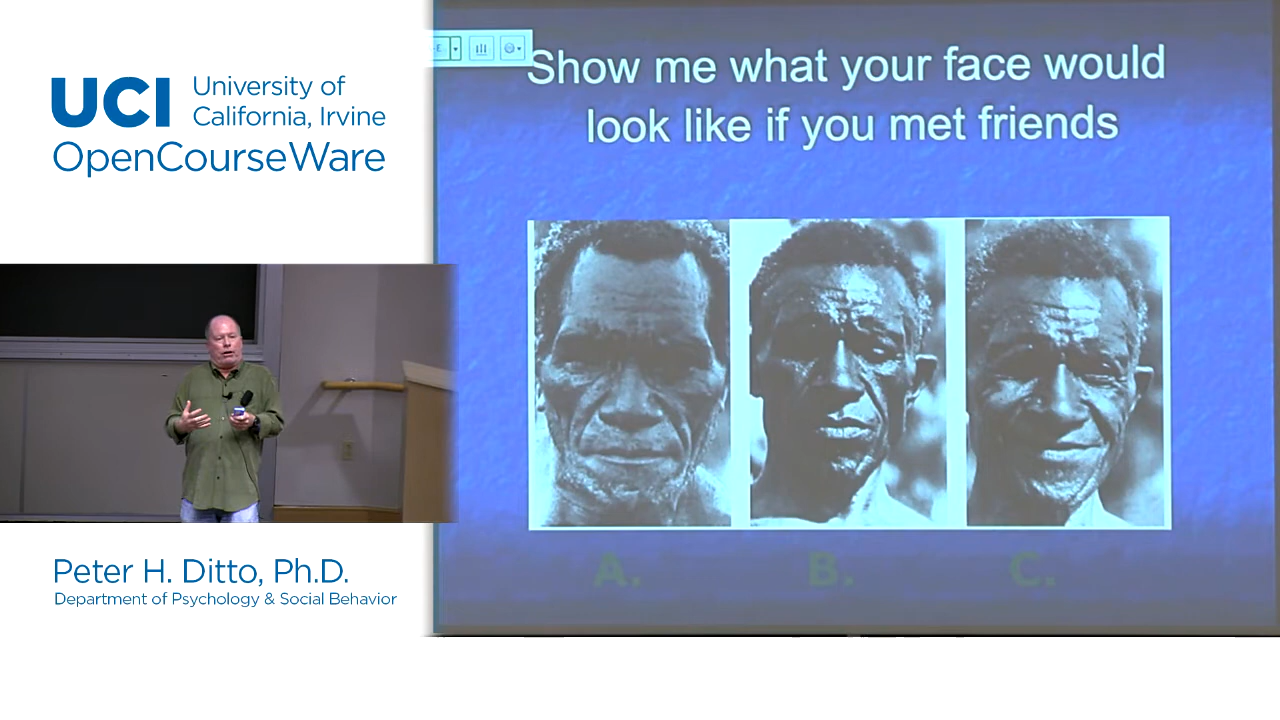 UCI
University of
California, Irvine
OpenCourseWare
Show me what your face would
look like if you met friends
A.
B.
C.
Peter H. Ditto, Ph.D.
Department of Psychology & Social Behavior